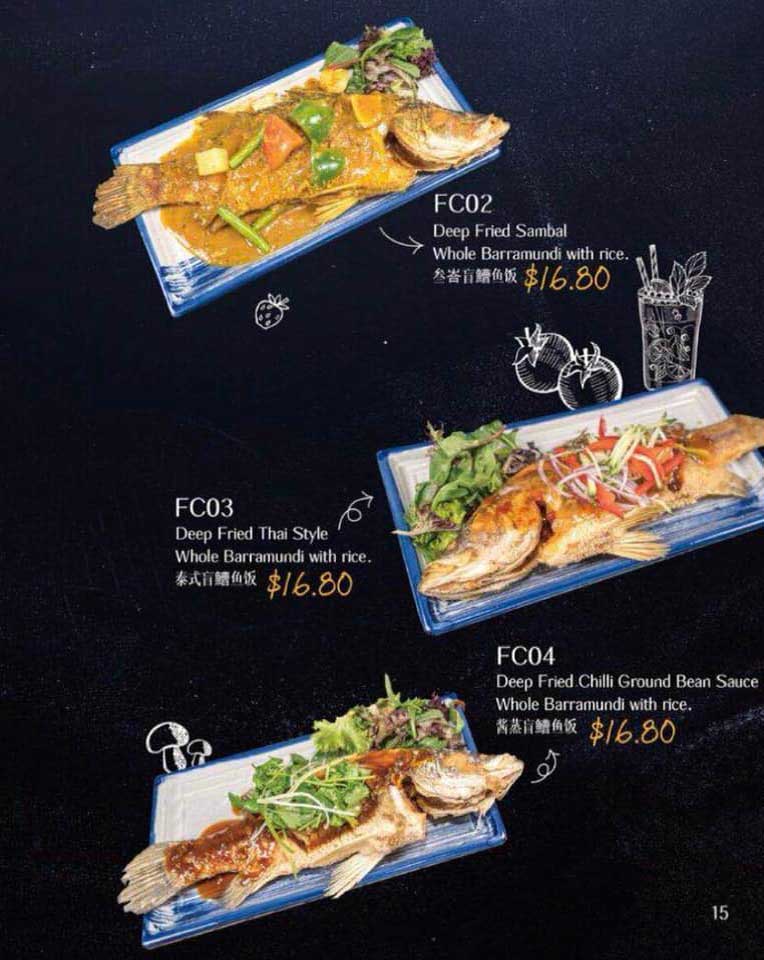 FC02
Deep Fried Sambal
Whole Barramundi with rice.
叁峇盲鰽鱼饭 $16.80
FC03
Deep Fried Thai Style
Whole Barramundi with rice.
泰式盲鰽鱼饭 $16.80
FC04
Deep Fried Chilli Ground Bean Sauce
Whole Barramundi with rice.
酱蒸盲鰽鱼饭 $16.80
15